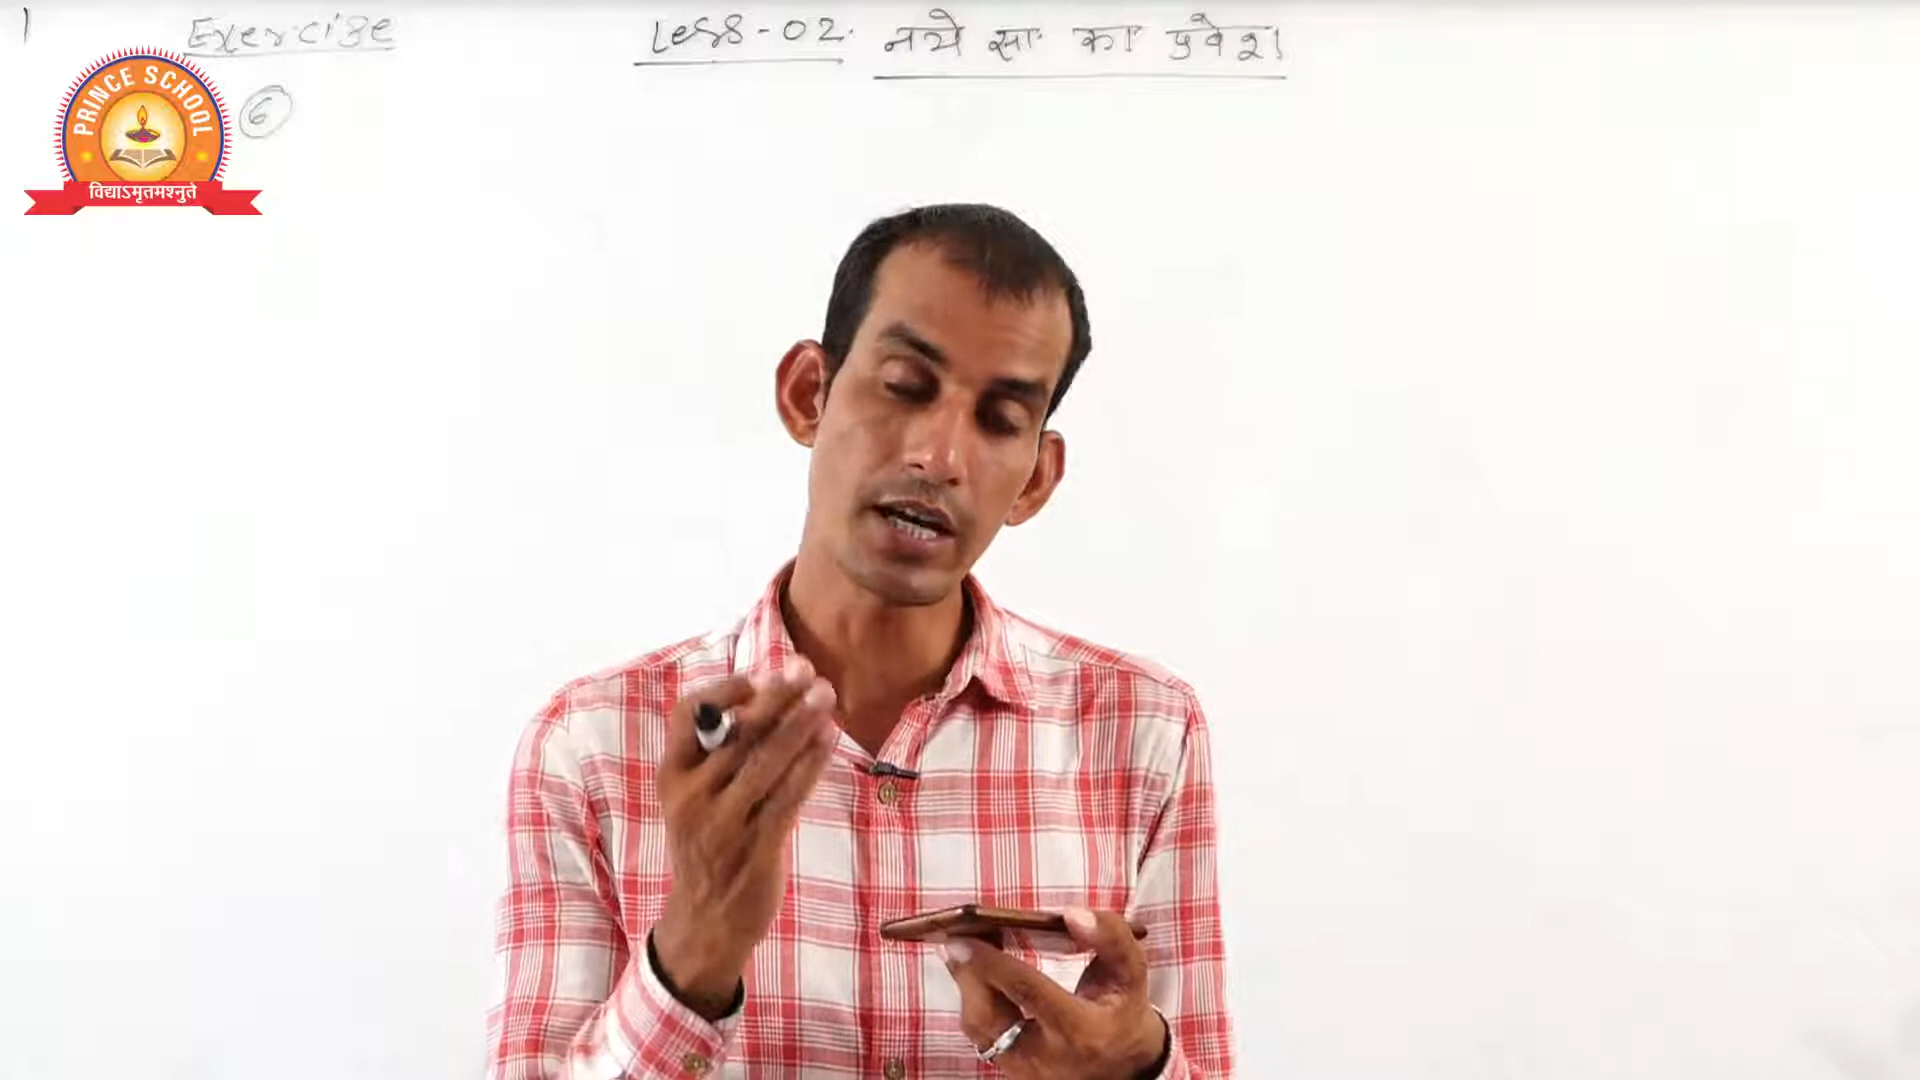 Exercise
Less-02. नये सा का प्रवेश।
6
PRINCE SCHOOL
विद्याऽमृतमश्नुते